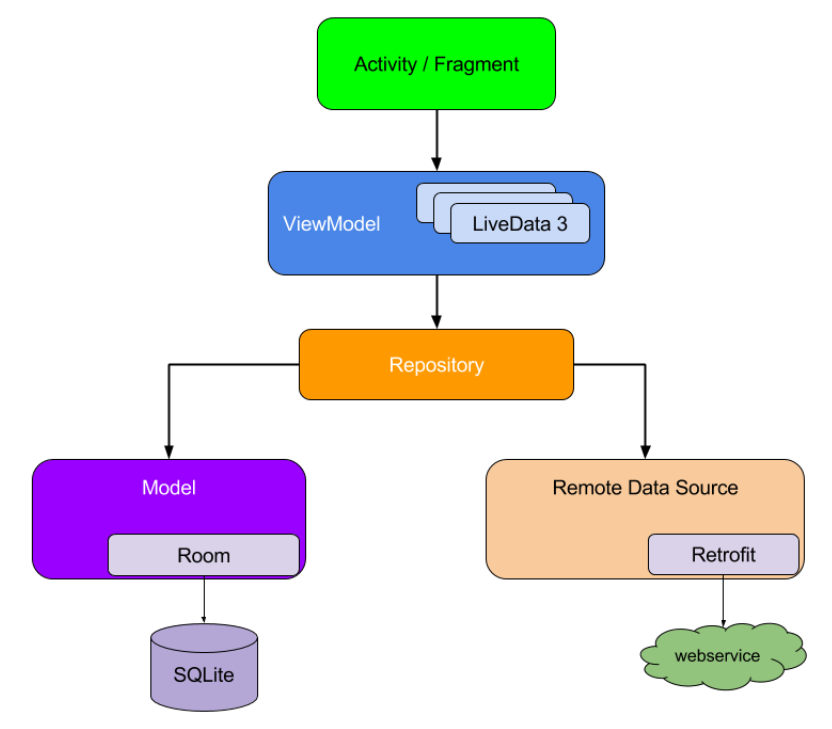 Activity / Fragment
ViewModel
LiveData 3
Repository
Model
Room
SQLite
Remote Data Source
Retrofit
webservice